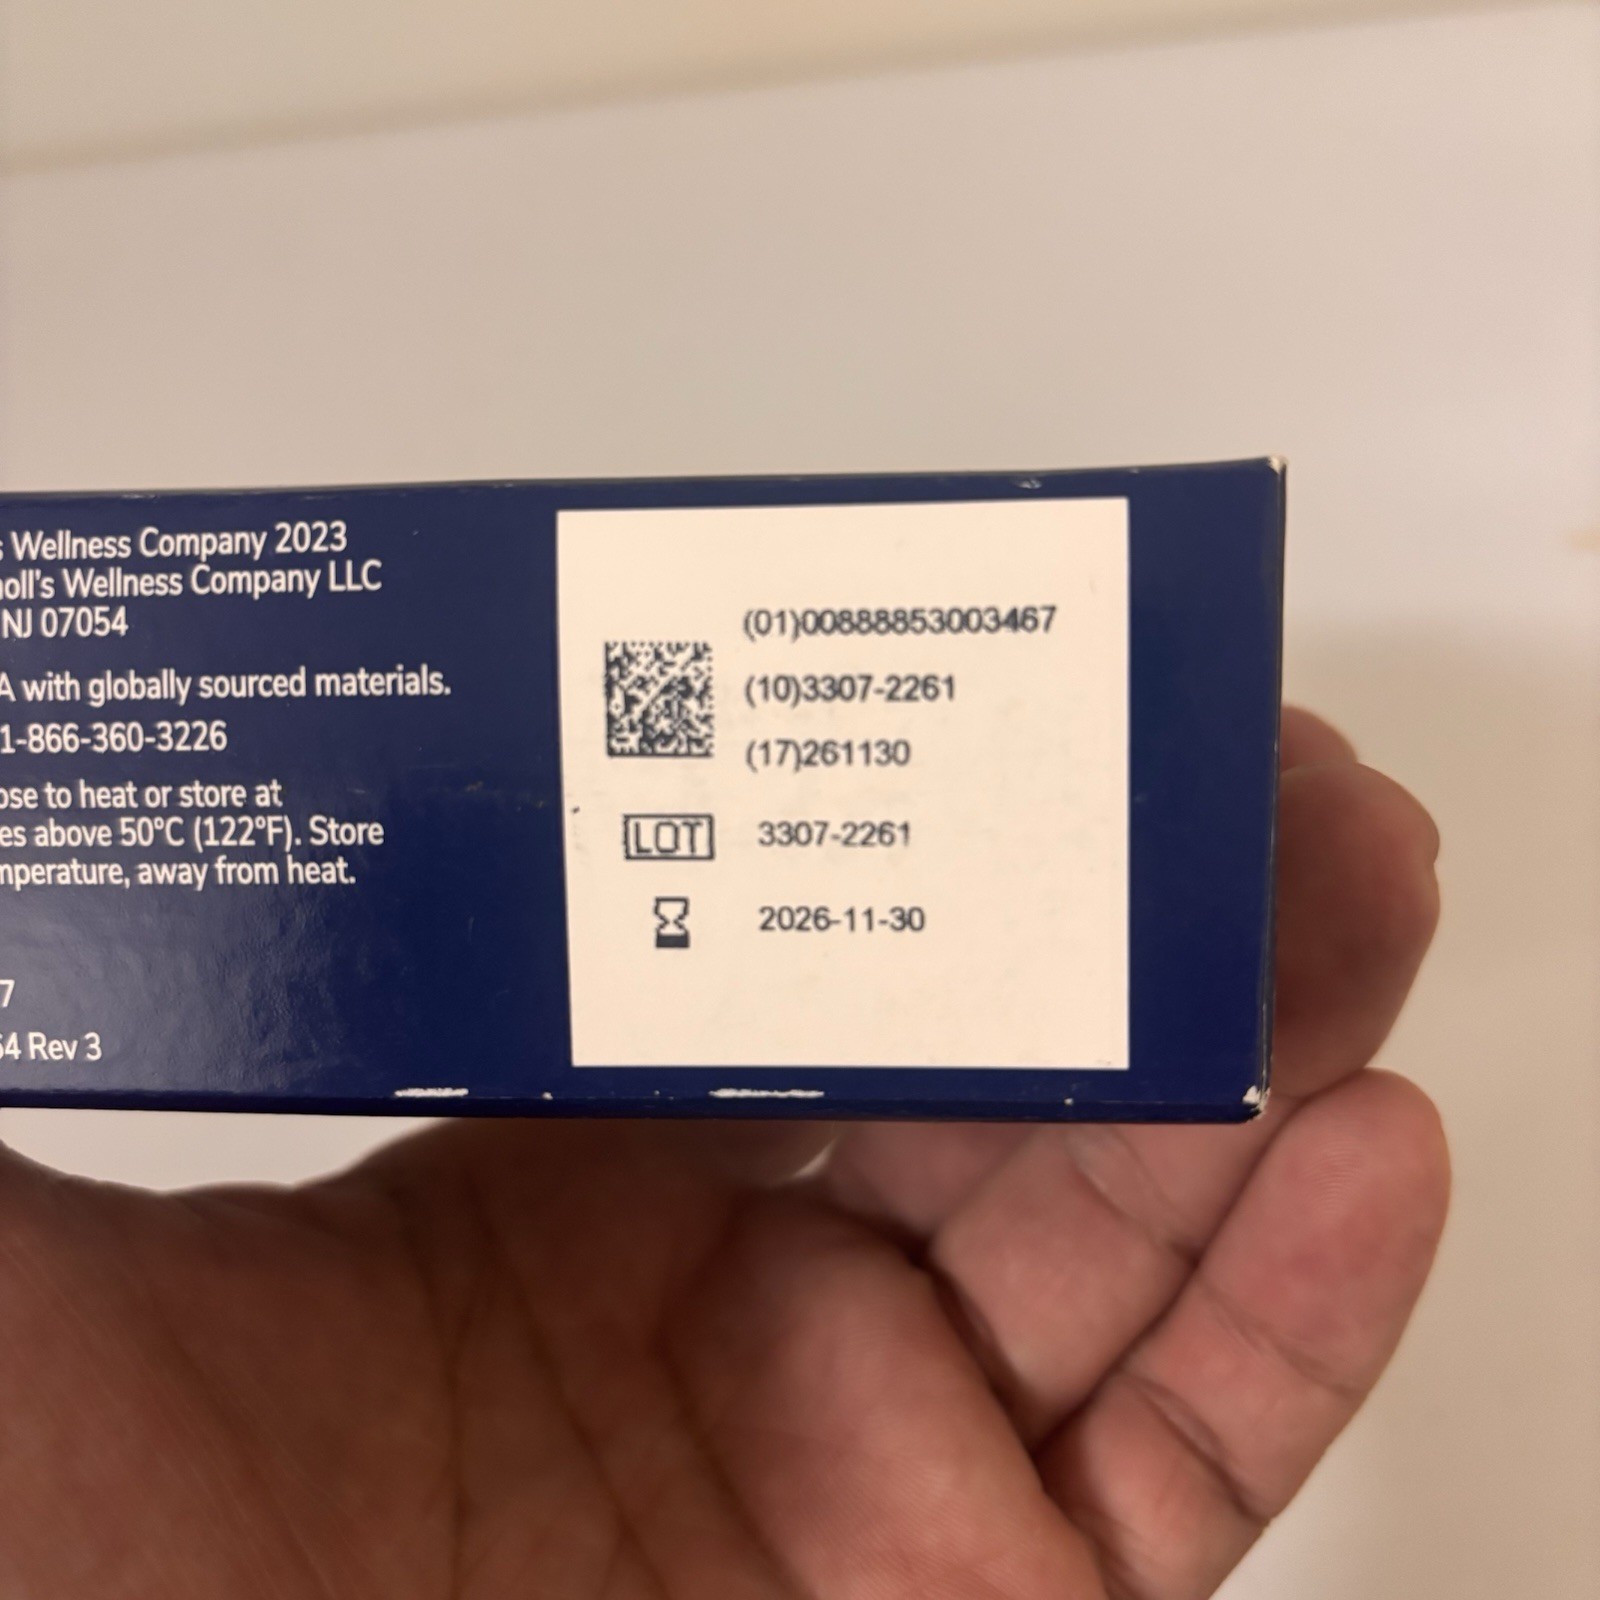 Wellness Company 2023
oll's Wellness Company LLC
NJ 07054
A with globally sourced materials.
1-866-360-3226
ose to heat or store at
es above 50°C (122°F). Store
mperature, away from heat.
7
64 Rev 3
(01)00888853003467
(10)3307-2261
(17)261130
LOT 3307-2261
2026-11-30